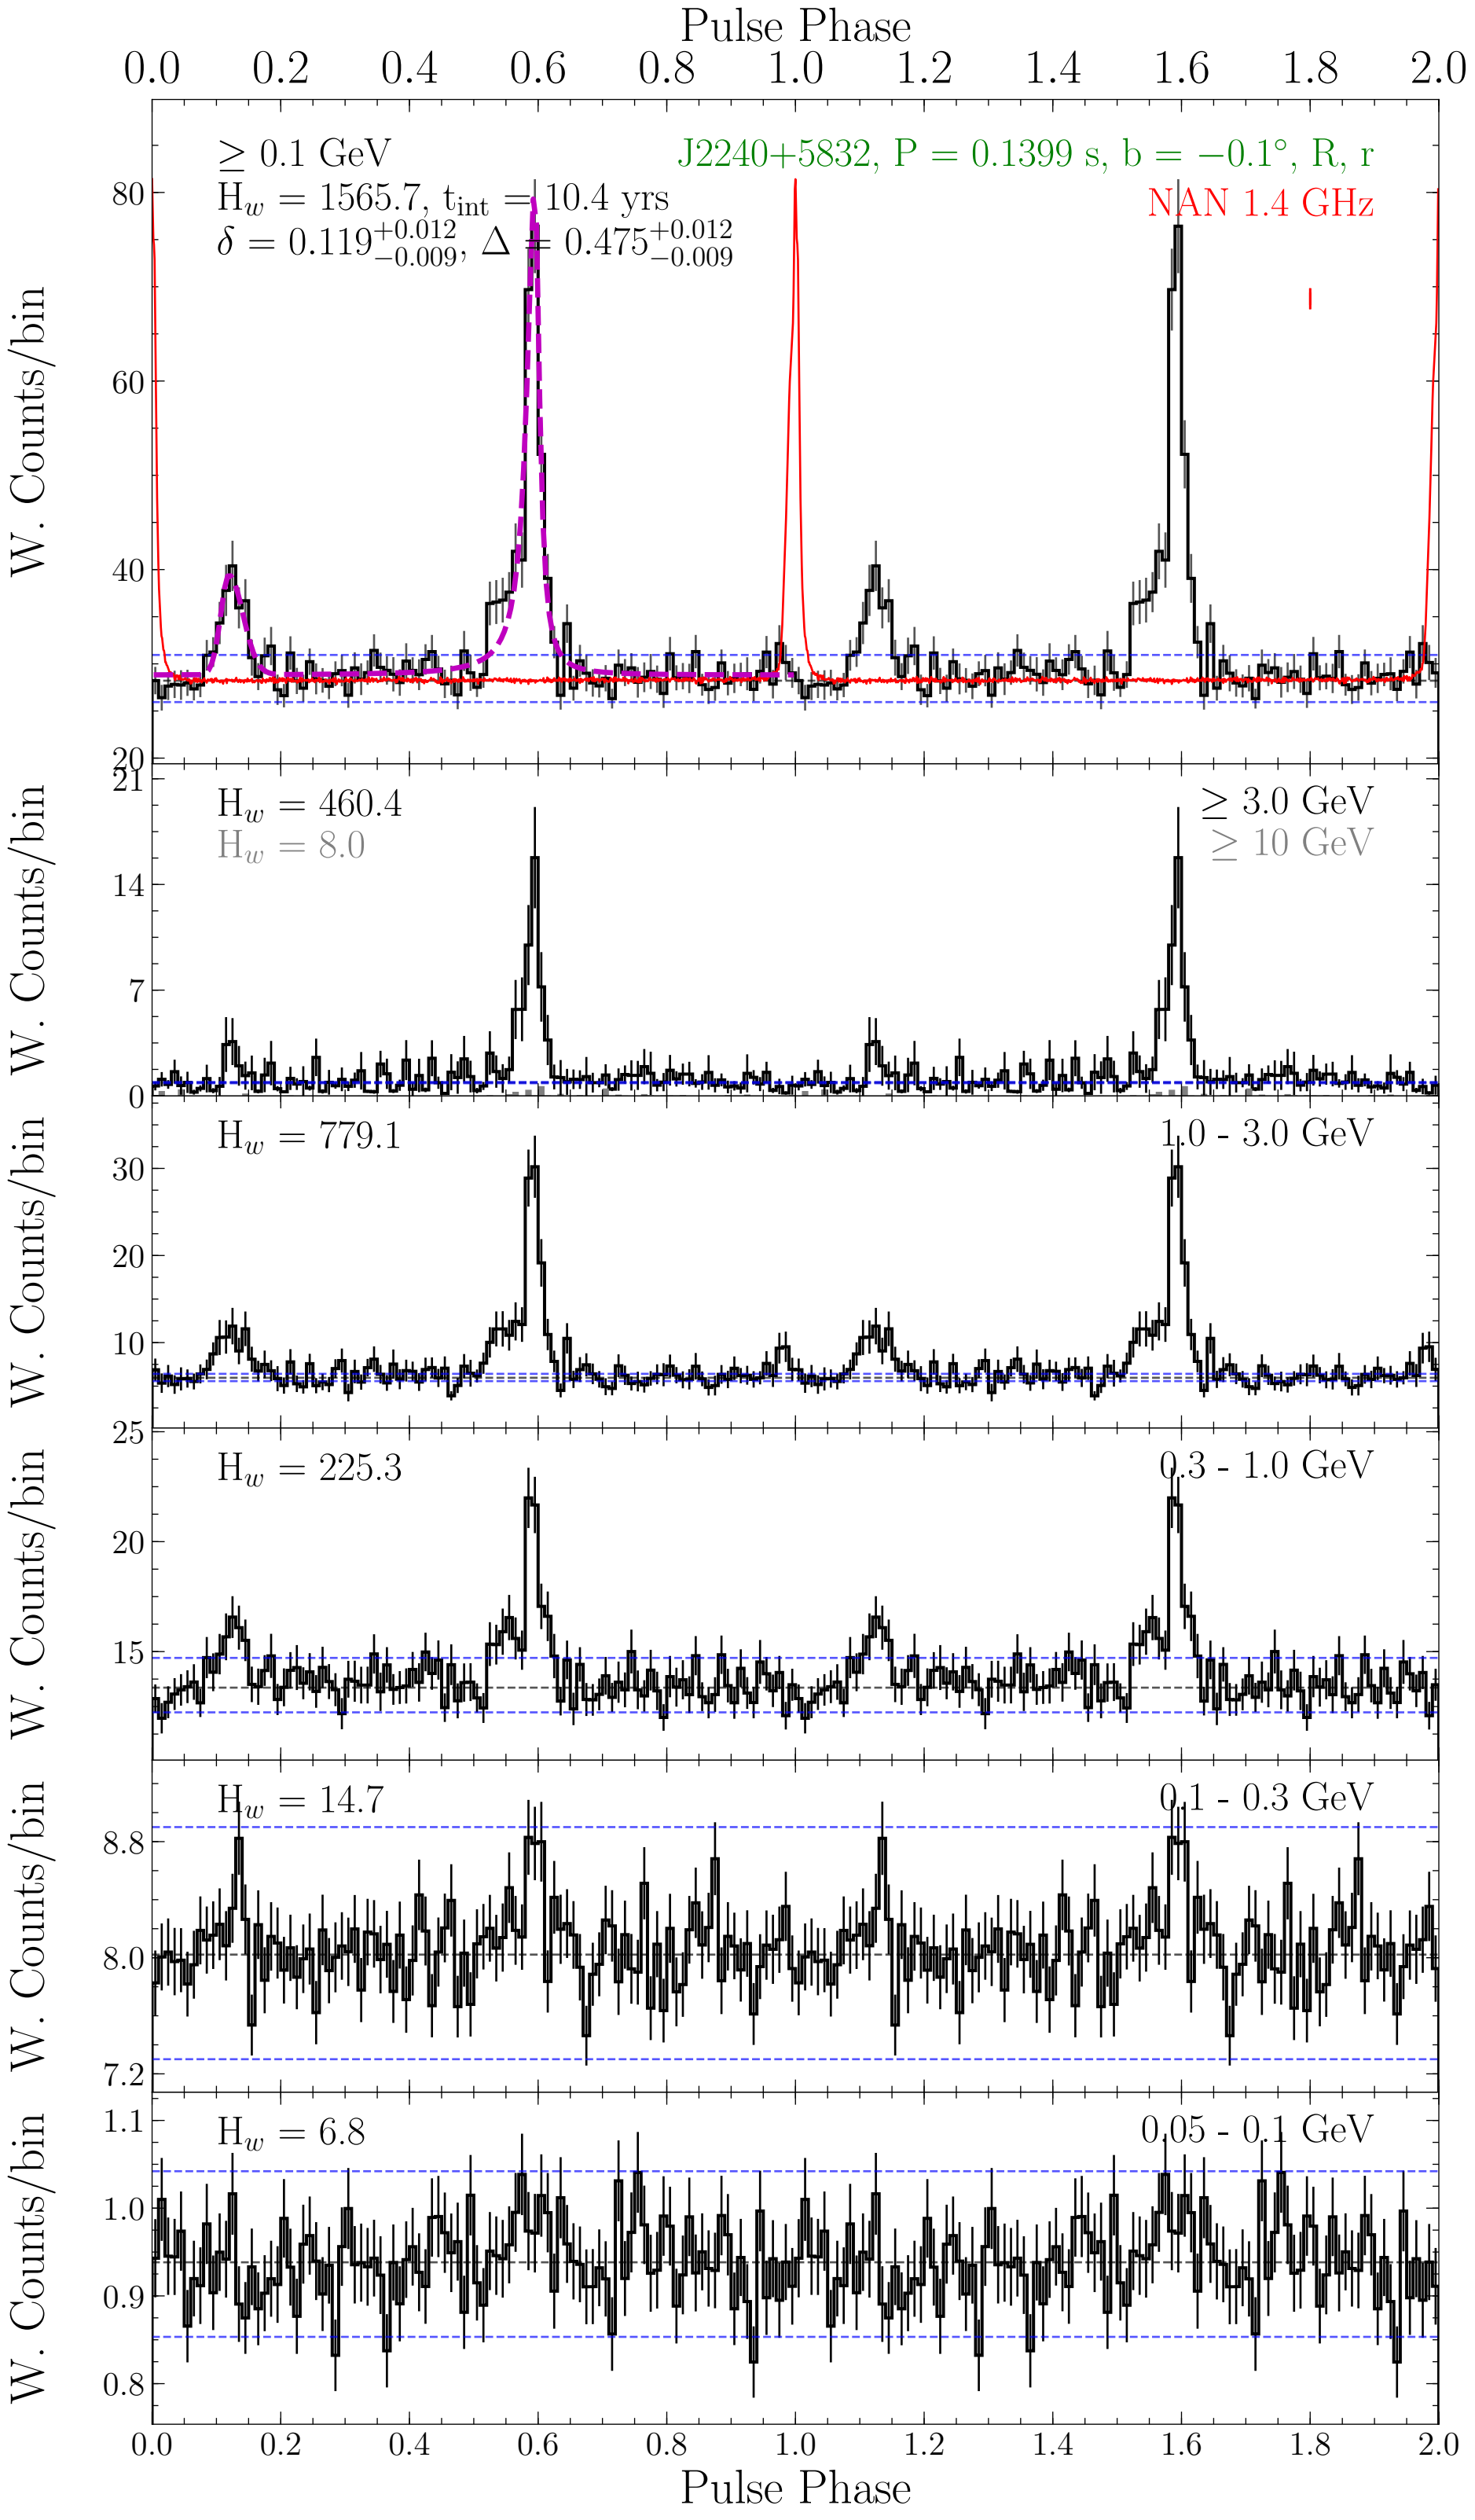 Pulse Phase
0.0 0.2 0.4 0.6 0.8 1.0 1.2 1.4 1.6 1.8 2.0
≥ 0.1 GeV
J2240+5832, P = 0.1399 s, b = −0.1°, R, r
H_w = 1565.7, t_int = 10.4 yrs
NAN 1.4 GHz
δ = 0.119^{+0.012}_{−0.009}, Δ = 0.475^{+0.012}_{−0.009}
W. Counts/bin
80
60
40
20
H_w = 460.4
≥ 3.0 GeV
H_w = 8.0
≥ 10 GeV
W. Counts/bin
21
14
7
0
H_w = 779.1
1.0 - 3.0 GeV
W. Counts/bin
30
20
10
H_w = 225.3
0.3 - 1.0 GeV
W. Counts/bin
25
20
15
H_w = 14.7
0.1 - 0.3 GeV
W. Counts/bin
8.8
8.0
7.2
H_w = 6.8
0.05 - 0.1 GeV
W. Counts/bin
1.1
1.0
0.9
0.8
0.0 0.2 0.4 0.6 0.8 1.0 1.2 1.4 1.6 1.8 2.0
Pulse Phase